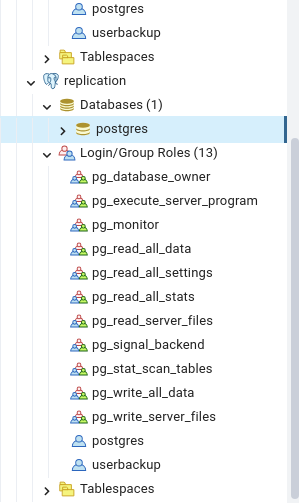 postgres
userbackup
Tablespaces
replication
Databases (1)
postgres
Login/Group Roles (13)
pg_database_owner
pg_execute_server_program
pg_monitor
pg_read_all_data
pg_read_all_settings
pg_read_all_stats
pg_read_server_files
pg_signal_backend
pg_stat_scan_tables
pg_write_all_data
pg_write_server_files
postgres
userbackup
Tablespaces